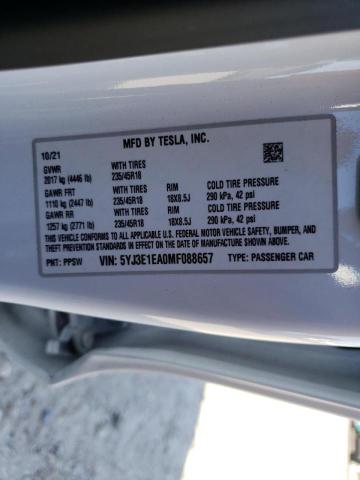 MFD BY TESLA, INC.
10/21
GVWR WITH TIRES
2017 kg (4446 lb) 235/45R18
GAWR FRT WITH TIRES RIM COLD TIRE PRESSURE
1110 kg (2447 lb) 235/45R18 18X8.5J 290 kPa, 42 psi
GAWR RR WITH TIRES RIM COLD TIRE PRESSURE
1257 kg (2771 lb) 235/45R18 18X8.5J 290 kPa, 42 psi
THIS VEHICLE CONFORMS TO ALL APPLICABLE U.S. FEDERAL MOTOR VEHICLE SAFETY, BUMPER, AND
THEFT PREVENTION STANDARDS IN EFFECT ON THE DATE OF MANUFACTURE SHOWN ABOVE.
PNT: PPSW VIN: 5YJ3E1EA0MF088657 TYPE: PASSENGER CAR